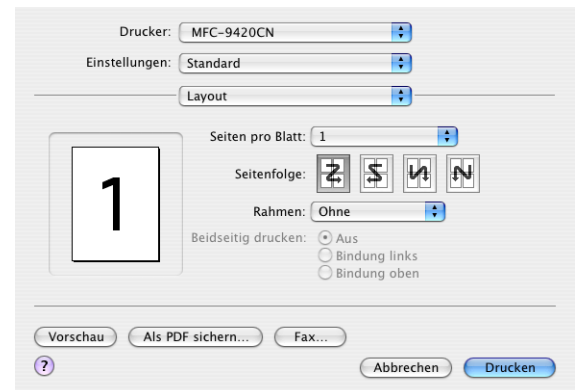 Drucker: MFC-9420CN
Einstellungen: Standard
Layout
Seiten pro Blatt: 1
1
Seitenfolge:
Rahmen: Ohne
Beidseitig drucken: Aus
Bindung links
Bindung oben
Vorschau Als PDF sichern... Fax...
? Abbrechen Drucken